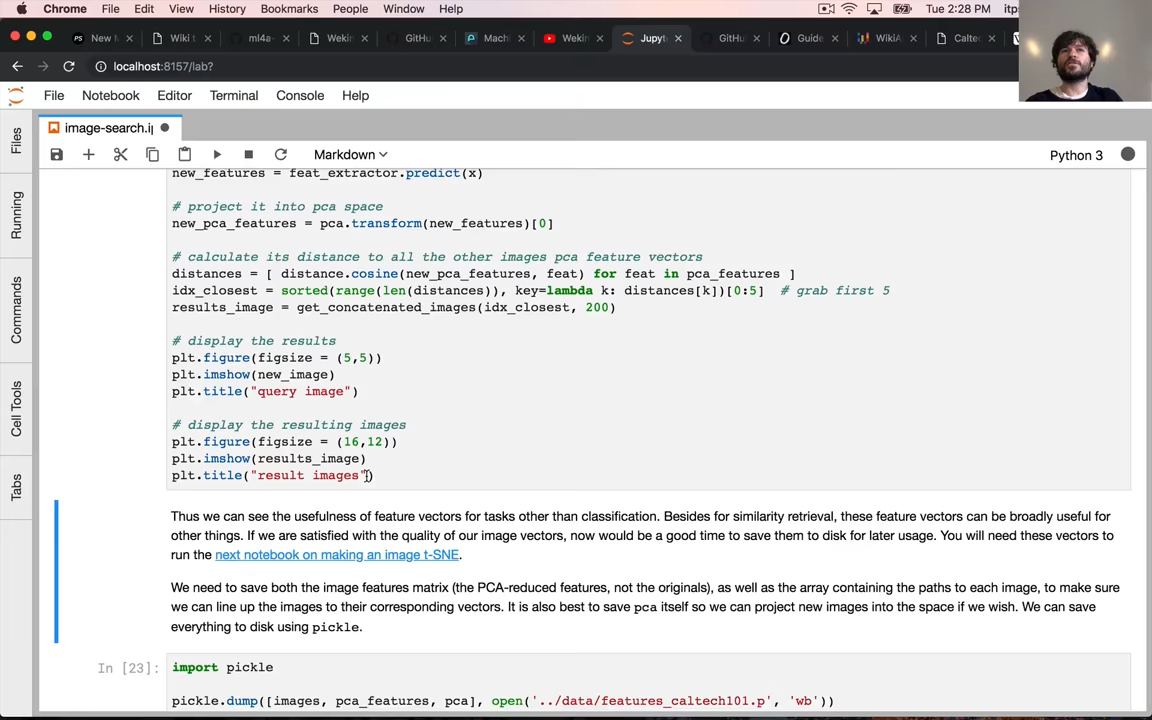 Chrome File Edit View History Bookmarks People Window Help Tue 2:28 PM itp
New M Wiki t ml4a- Wekin GitHu Mach Wekin Jupyt GitHu Guide WikiA Calte
localhost:8157/lab?
File Notebook Editor Terminal Console Help
image-search.i
Markdown Python 3
Files
Running
Commands
Cell Tools
Tabs
new_features = feat_extractor.predict(x)
# project it into pca space
new_pca_features = pca.transform(new_features)[0]
# calculate its distance to all the other images pca feature vectors
distances = [ distance.cosine(new_pca_features, feat) for feat in pca_features ]
idx_closest = sorted(range(len(distances)), key=lambda k: distances[k])[0:5]  # grab first 5
results_image = get_concatenated_images(idx_closest, 200)
# display the results
plt.figure(figsize = (5,5))
plt.imshow(new_image)
plt.title("query image")
# display the resulting images
plt.figure(figsize = (16,12))
plt.imshow(results_image)
plt.title("result images")
Thus we can see the usefulness of feature vectors for tasks other than classification. Besides for similarity retrieval, these feature vectors can be broadly useful for
other things. If we are satisfied with the quality of our image vectors, now would be a good time to save them to disk for later usage. You will need these vectors to
run the next notebook on making an image t-SNE.
We need to save both the image features matrix (the PCA-reduced features, not the originals), as well as the array containing the paths to each image, to make sure
we can line up the images to their corresponding vectors. It is also best to save pca itself so we can project new images into the space if we wish. We can save
everything to disk using pickle.
In [23]: import pickle
pickle.dump([images, pca_features, pca], open('../data/features_caltech101.p', 'wb'))